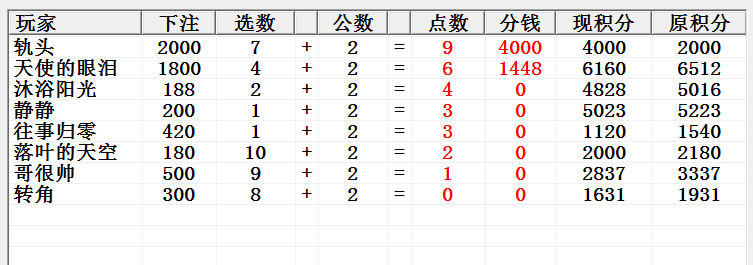 玩家 下注 选数 公数 点数 分钱 现积分 原积分
轨头 2000 7 + 2 = 9 4000 4000 2000
天使的眼泪 1800 4 + 2 = 6 1448 6160 6512
沐浴阳光 188 2 + 2 = 4 0 4828 5016
静静 200 1 + 2 = 3 0 5023 5223
往事归零 420 1 + 2 = 3 0 1120 1540
落叶的天空 180 10 + 2 = 2 0 2000 2180
哥很帅 500 9 + 2 = 1 0 2837 3337
转角 300 8 + 2 = 0 0 1631 1931